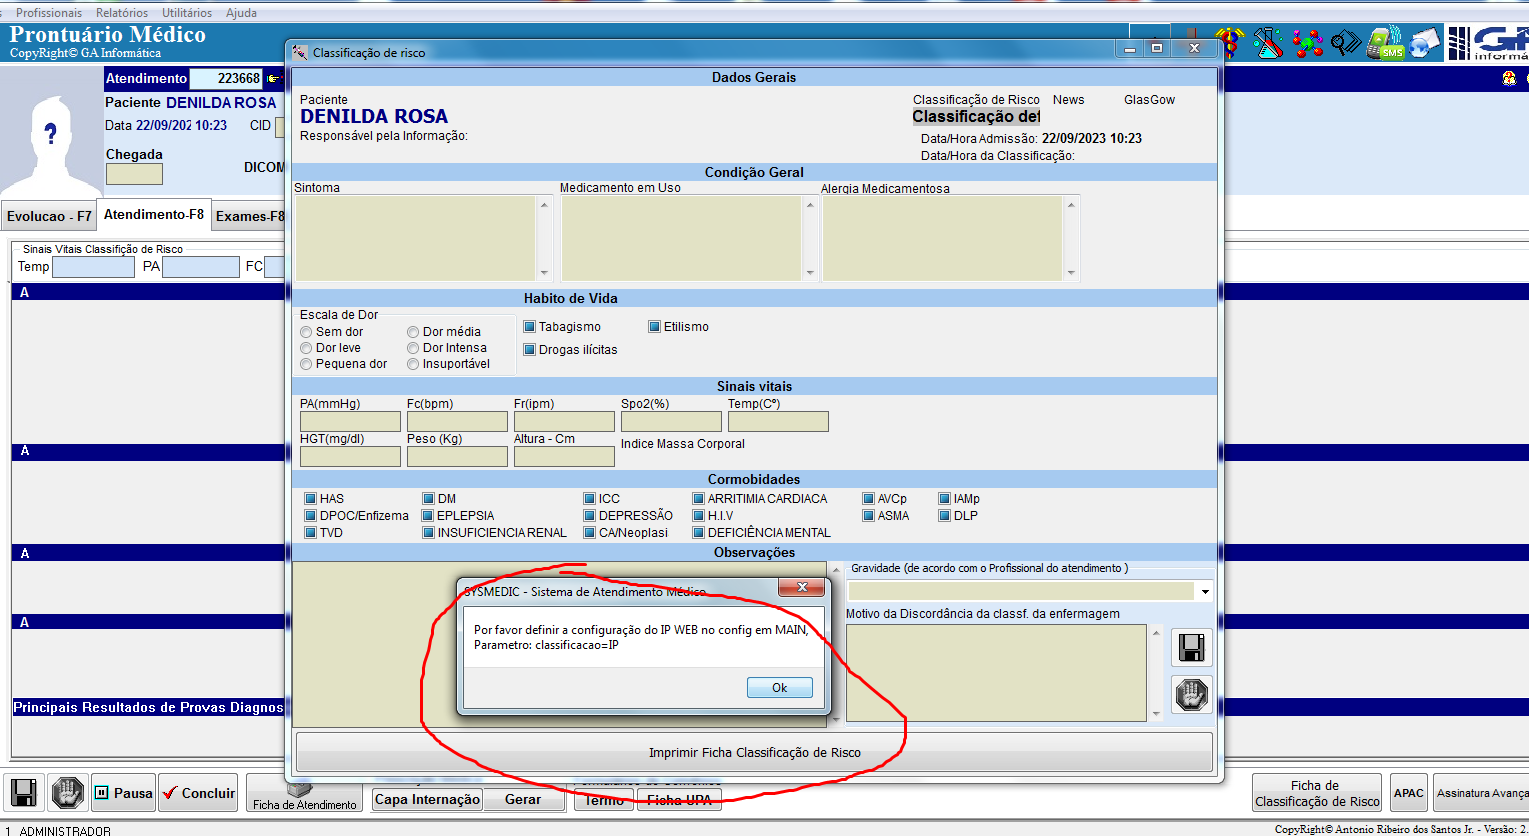 Profissionais Relatórios Utilitários Ajuda
Prontuário Médico
CopyRight© GA Informática
Atendimento 223668
Paciente DENILDA ROSA
Data 22/09/202 10:23 CID
Chegada
DICOM
Evolucao - F7 Atendimento-F8 Exames-F8
Sinais Vitais Classifição de Risco
Temp PA FC
A
A
A
A
Principais Resultados de Provas Diagnos
Classificação de risco
Dados Gerais
Paciente
DENILDA ROSA
Responsável pela Informação:
Classificação de Risco News GlasGow
Classificação def
Data/Hora Admissão: 22/09/2023 10:23
Data/Hora da Classificação:
Condição Geral
Sintoma Medicamento em Uso Alergia Medicamentosa
Habito de Vida
Escala de Dor
Sem dor Dor média
Dor leve Dor Intensa
Pequena dor Insuportável
Tabagismo Etilismo
Drogas ilícitas
Sinais vitais
PA(mmHg) Fc(bpm) Fr(ipm) Spo2(%) Temp(Cº)
HGT(mg/dl) Peso (Kg) Altura - Cm Indice Massa Corporal
Cormobidades
HAS DM ICC ARRITIMIA CARDIACA AVCp IAMp
DPOC/Enfizema EPLEPSIA DEPRESSÃO H.I.V ASMA DLP
TVD INSUFICIENCIA RENAL CA/Neoplasi DEFICIÊNCIA MENTAL
Observações
Gravidade (de acordo com o Profissional do atendimento )
Motivo da Discordância da classf. da enfermagem
SYSMEDIC - Sistema de Atendimento Médico
Por favor definir a configuração do IP WEB no config em MAIN,
Parametro: classificacao=IP
Ok
Imprimir Ficha Classificação de Risco
SMS
GA
informá
Pausa Concluir Ficha de Atendimento Capa Internação Gerar Termo Ficha UPA
Ficha de
Classificação de Risco
APAC
Assinatura Avança
1 ADMINISTRADOR
CopyRight© Antonio Ribeiro dos Santos Jr. - Versão: 2.